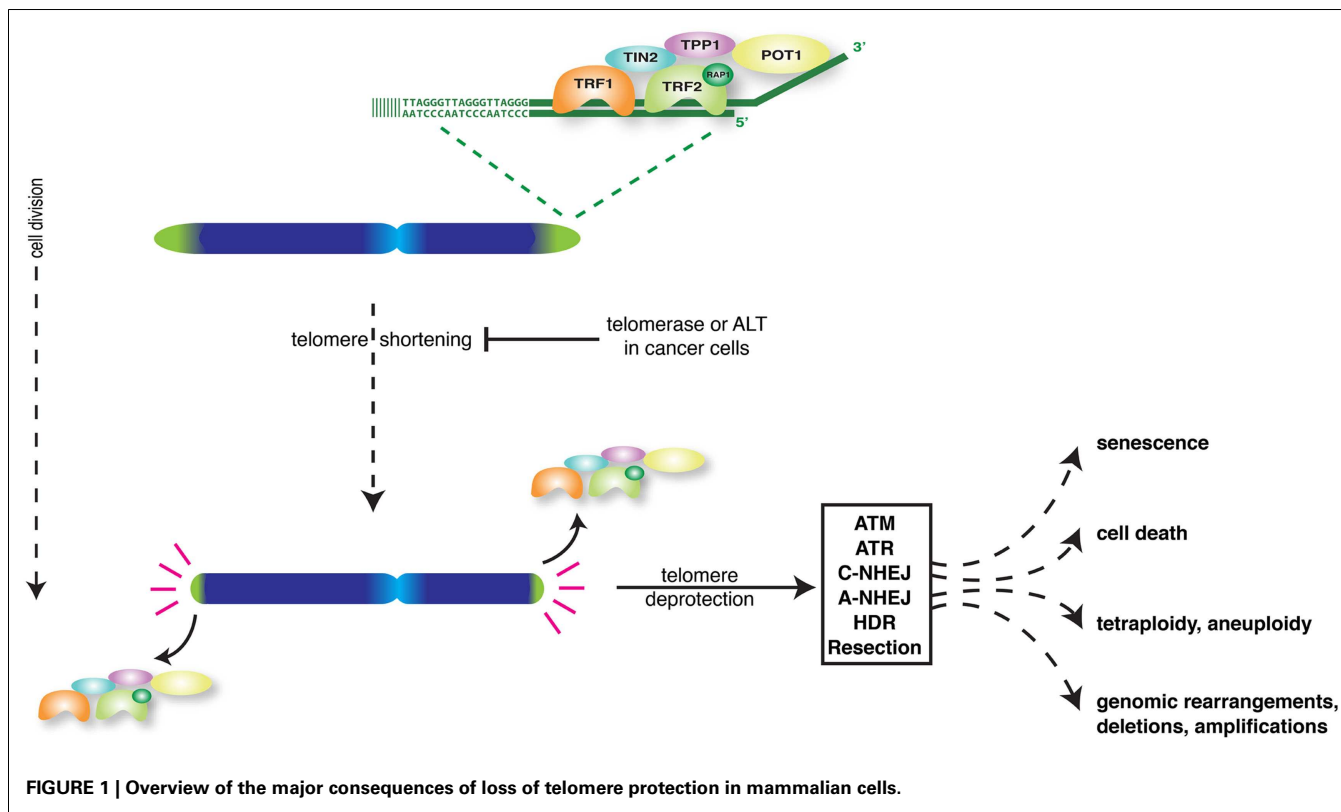 TPP1
TIN2
POT1
3'
RAP1
TRF1
TRF2
TTAGGGTTAGGGTTAGGG
AATCCCAATCCCAATCCC
5'
cell division
telomere shortening
telomerase or ALT
in cancer cells
telomere
deprotection
ATM
ATR
C-NHEJ
A-NHEJ
HDR
Resection
senescence
cell death
tetraploidy, aneuploidy
genomic rearrangements,
deletions, amplifications
FIGURE 1 | Overview of the major consequences of loss of telomere protection in mammalian cells.